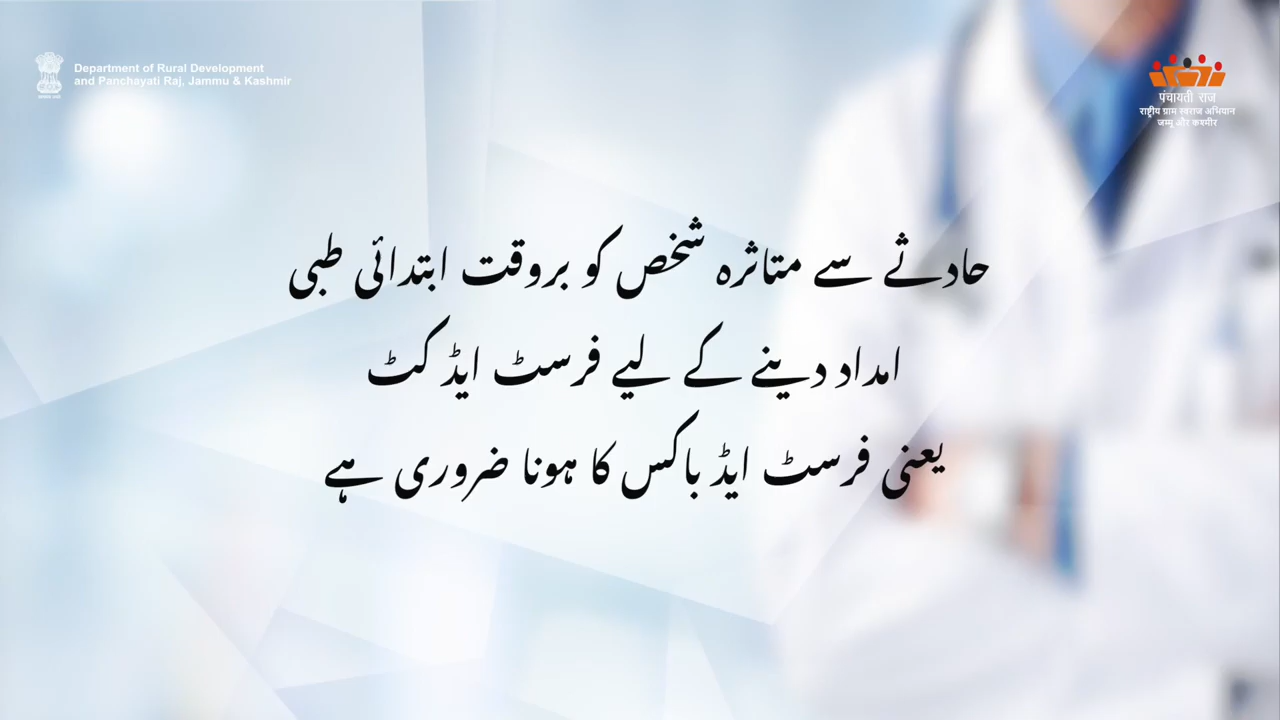 Department of Rural Development
and Panchayati Raj, Jammu & Kashmir
पंचायती राज
राष्ट्रीय ग्राम स्वराज अभियान
जम्मू और कश्मीर
حادثے سے متاثرہ شخص کو بروقت ابتدائی طبی
امداد دینے کے لیے فرسٹ ایڈ کٹ
یعنی فرسٹ ایڈ باکس کا ہونا ضروری ہے